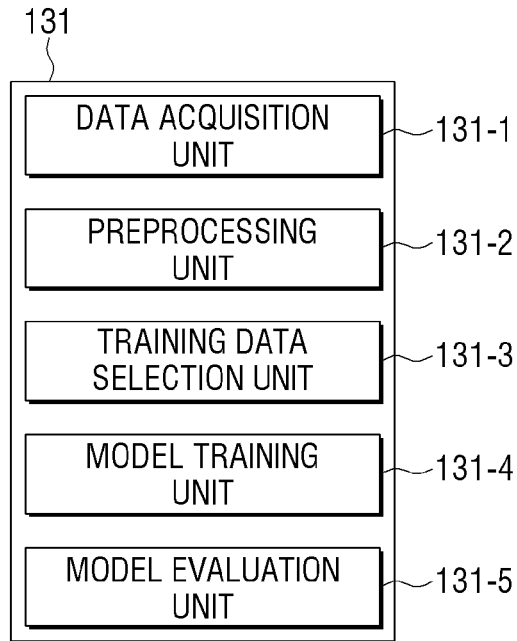 131
DATA ACQUISITION
UNIT
131-1
PREPROCESSING
UNIT
131-2
TRAINING DATA
SELECTION UNIT
131-3
MODEL TRAINING
UNIT
131-4
MODEL EVALUATION
UNIT
131-5